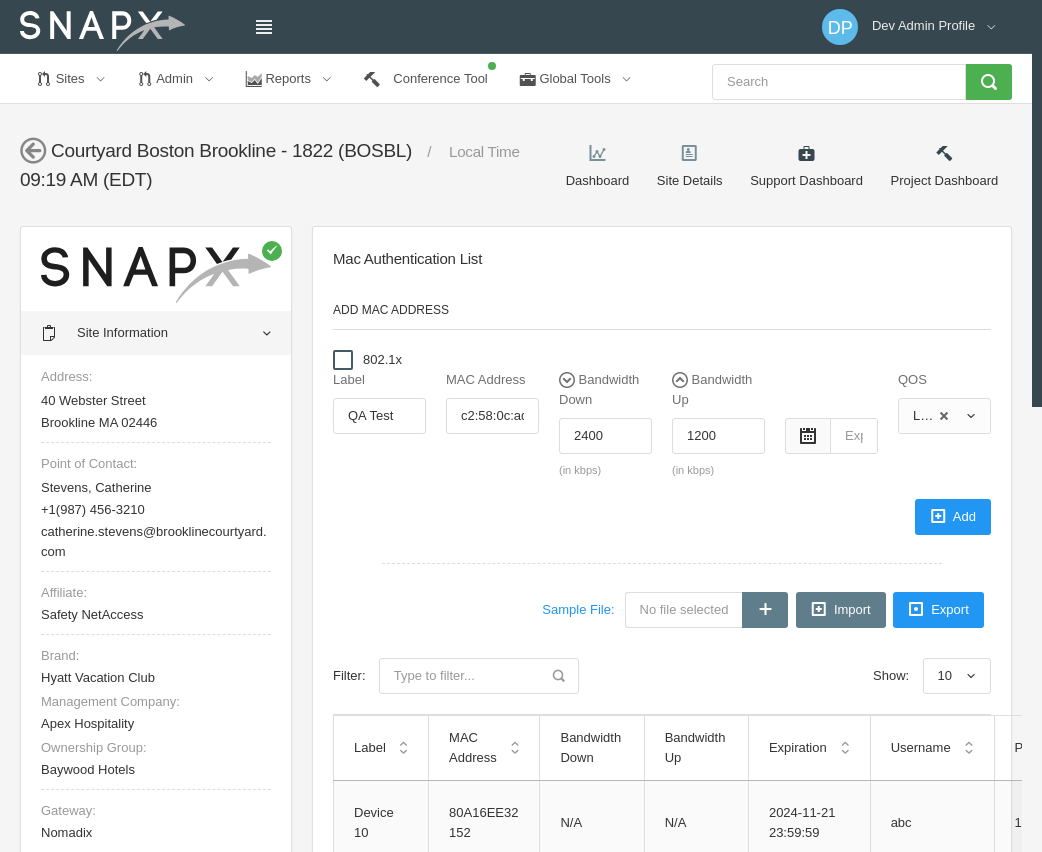 SNAPX
DP Dev Admin Profile
Sites Admin Reports Conference Tool Global Tools Search
Courtyard Boston Brookline - 1822 (BOSBL) / Local Time
09:19 AM (EDT)
Dashboard Site Details Support Dashboard Project Dashboard
SNAPX
Site Information
Address:
40 Webster Street
Brookline MA 02446
Point of Contact:
Stevens, Catherine
+1(987) 456-3210
catherine.stevens@brooklinecourtyard.
com
Affiliate:
Safety NetAccess
Brand:
Hyatt Vacation Club
Management Company:
Apex Hospitality
Ownership Group:
Baywood Hotels
Gateway:
Nomadix
Mac Authentication List
ADD MAC ADDRESS
802.1x
Label MAC Address Bandwidth Bandwidth QOS
Down Up
QA Test c2:58:0c:ac 2400 1200 Exp L...
(in kbps) (in kbps)
Add
Sample File: No file selected Import Export
Filter: Type to filter... Show: 10
Label MAC Bandwidth Bandwidth Expiration Username P
Address Down Up
Device 80A16EE32 N/A N/A 2024-11-21 abc 1
10 152 23:59:59